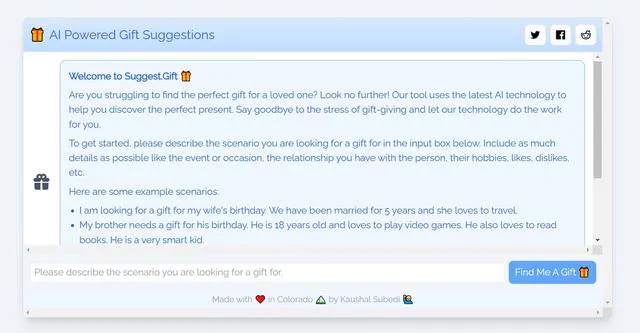 AI Powered Gift Suggestions
Welcome to Suggest.Gift
Are you struggling to find the perfect gift for a loved one? Look no further! Our tool uses the latest AI technology to
help you discover the perfect present. Say goodbye to the stress of gift-giving and let our technology do the work
for you.
To get started, please describe the scenario you are looking for a gift for in the input box below. Include as much
details as possible like the event or occasion, the relationship you have with the person, their hobbies, likes, dislikes,
etc.
Here are some example scenarios:
• I am looking for a gift for my wife's birthday. We have been married for 5 years and she loves to travel.
• My brother needs a gift for his birthday. He is 18 years old and loves to play video games. He also loves to read
books. He is a very smart kid.
Please describe the scenario you are looking for a gift for.
Find Me A Gift
Made with ❤️ in Colorado 🏔️ by Kaushal Subedi